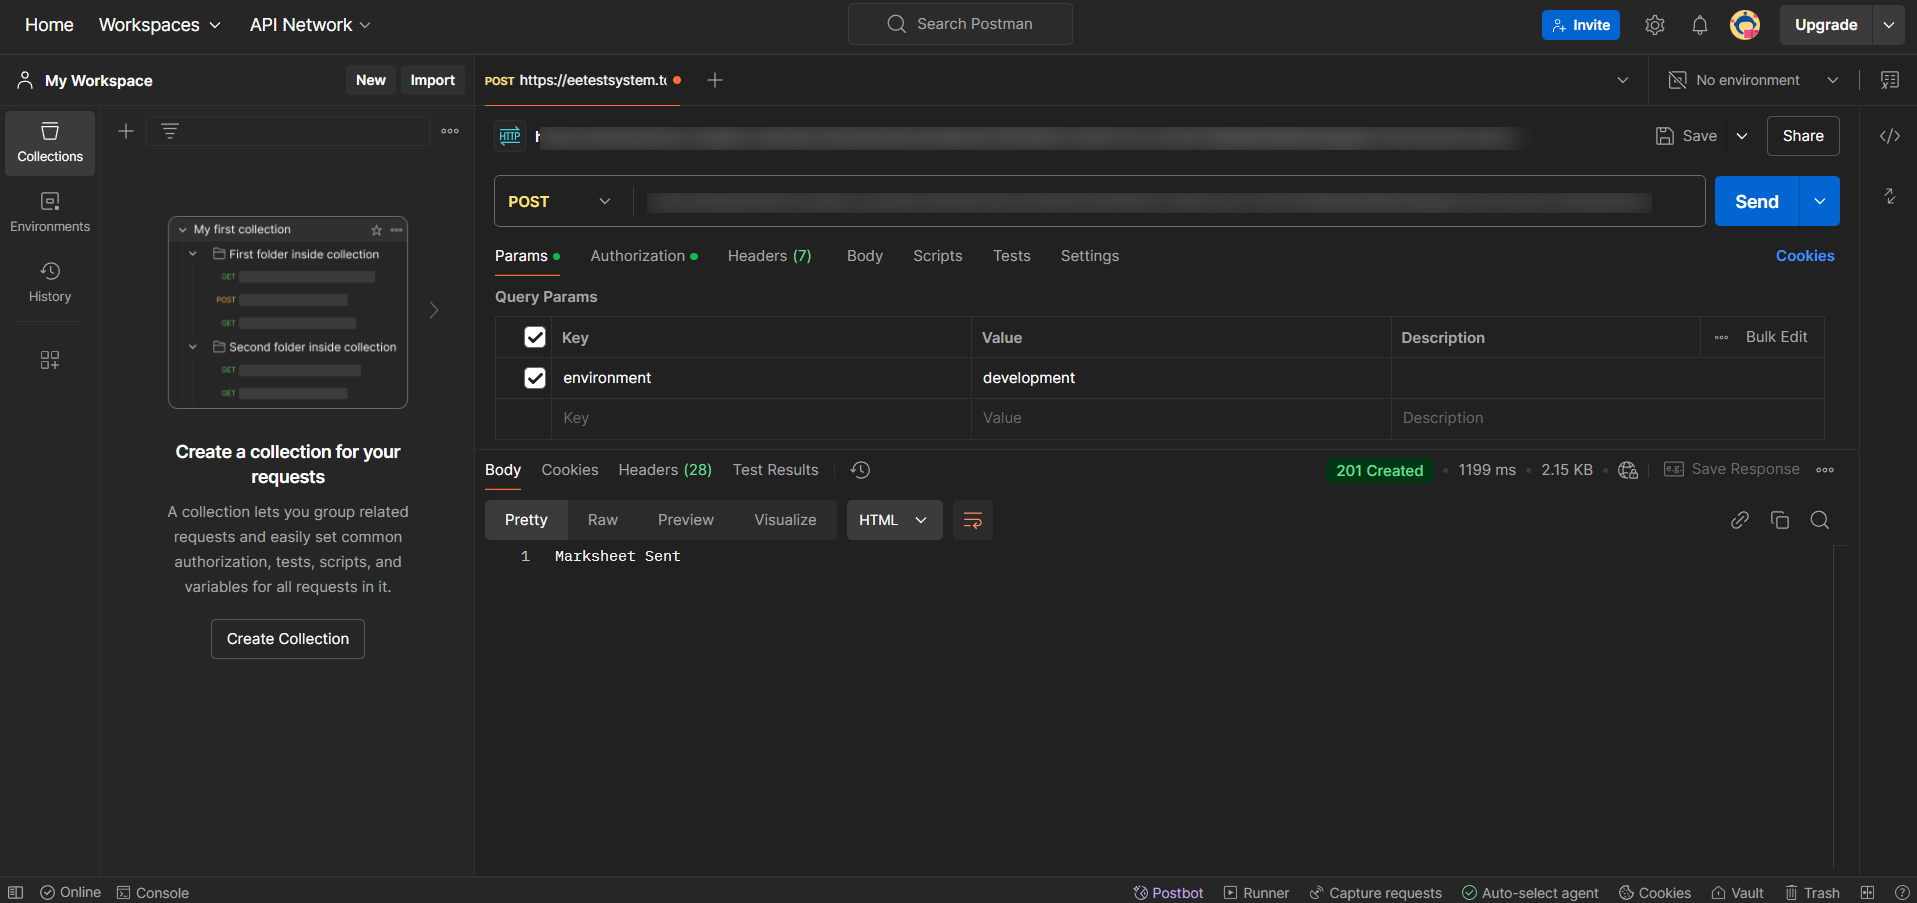 Home Workspaces API Network Search Postman Invite Upgrade
My Workspace New Import POST https://eetestsystem.to No environment
Collections
Environments
History
My first collection
First folder inside collection
GET
POST
GET
Second folder inside collection
GET
GET
Create a collection for your
requests
A collection lets you group related
requests and easily set common
authorization, tests, scripts, and
variables for all requests in it.
Create Collection
HTTP h Save Share
POST Send
Params Authorization Headers (7) Body Scripts Tests Settings Cookies
Query Params
Key Value Description Bulk Edit
environment development
Key Value Description
Body Cookies Headers (28) Test Results 201 Created 1199 ms 2.15 KB e.g. Save Response
Pretty Raw Preview Visualize HTML
1 Marksheet Sent
Online Console Postbot Runner Capture requests Auto-select agent Cookies Vault Trash